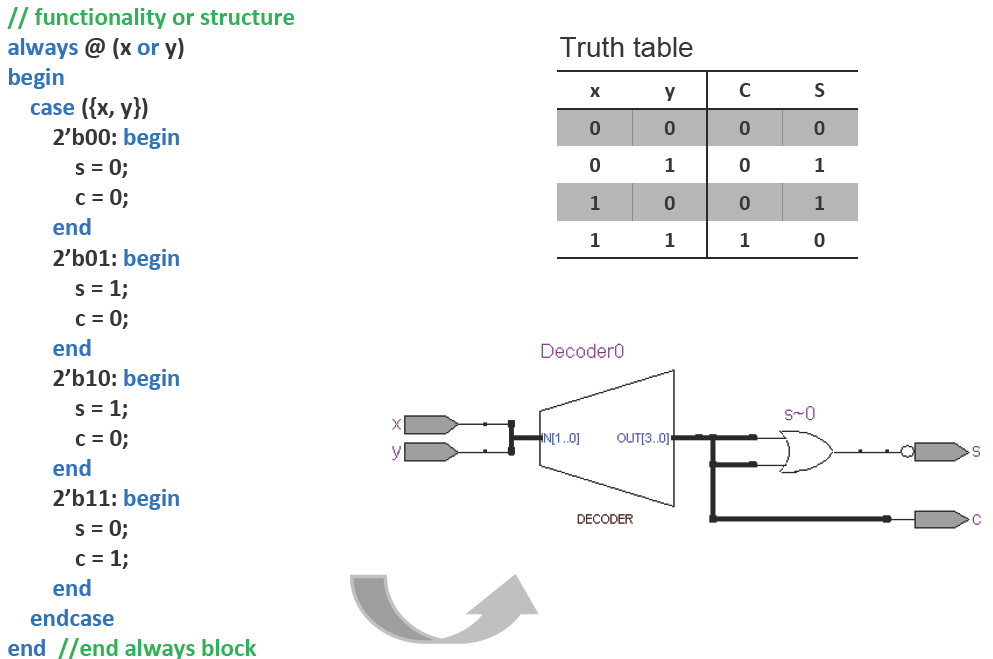 // functionality or structure
always @ (x or y)
begin
case ({x, y})
2’b00: begin
s = 0;
c = 0;
end
2’b01: begin
s = 1;
c = 0;
end
2’b10: begin
s = 1;
c = 0;
end
2’b11: begin
s = 0;
c = 1;
end
endcase
end //end always block
Truth table
x y C S
0 0 0 0
0 1 0 1
1 0 0 1
1 1 1 0
Decoder0
s~0
x
y
IN[1..0] OUT[3..0]
s
DECODER
c